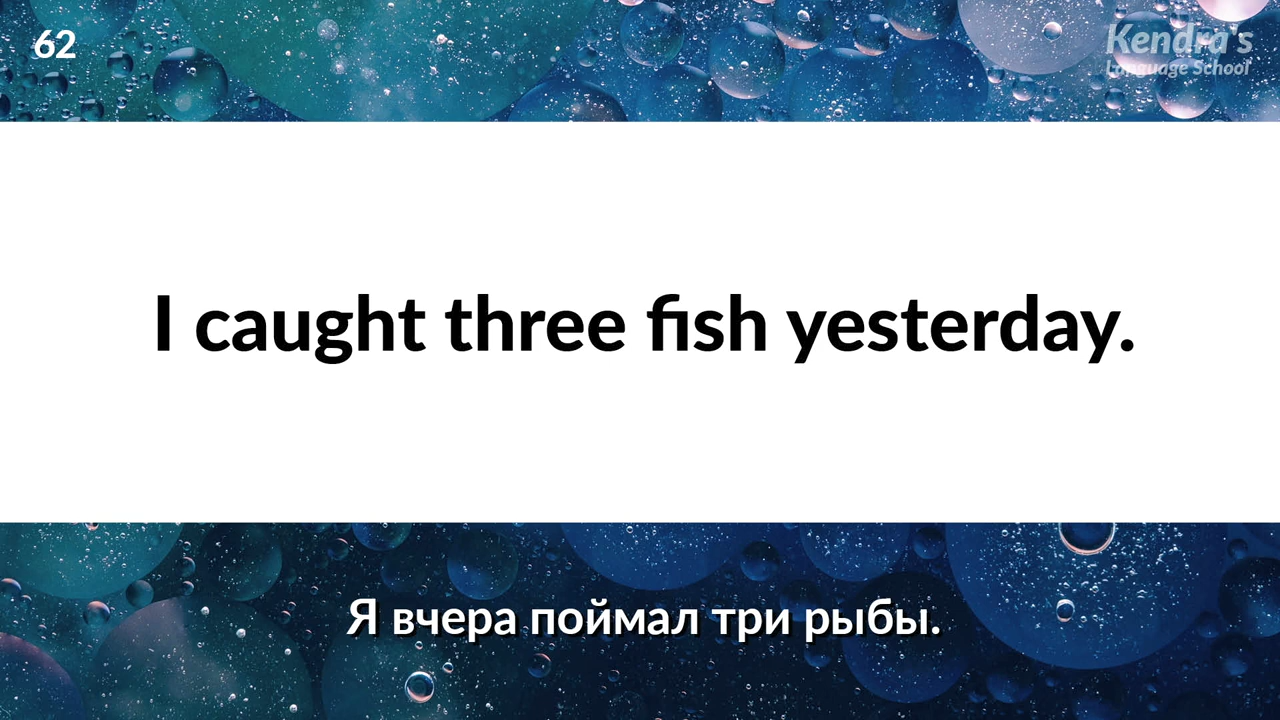 62
Kendra's
Language School
I caught three fish yesterday.
Я вчера поймал три рыбы.